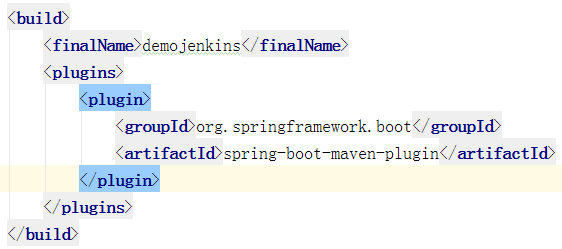 <build>
<finalName>demojenkins</finalName>
<plugins>
<plugin>
<groupId>org.springframework.boot</groupId>
<artifactId>spring-boot-maven-plugin</artifactId>
</plugin>
</plugins>
</build>